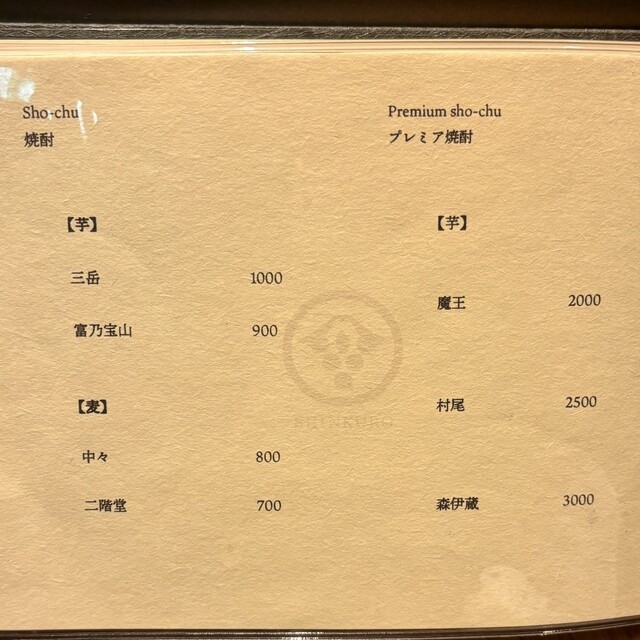 Sho-chu
焼酎
【芋】
三岳 1000
富乃宝山 900
【麦】
中々 800
二階堂 700
Premium sho-chu
プレミア焼酎
【芋】
魔王 2000
村尾 2500
森伊蔵 3000